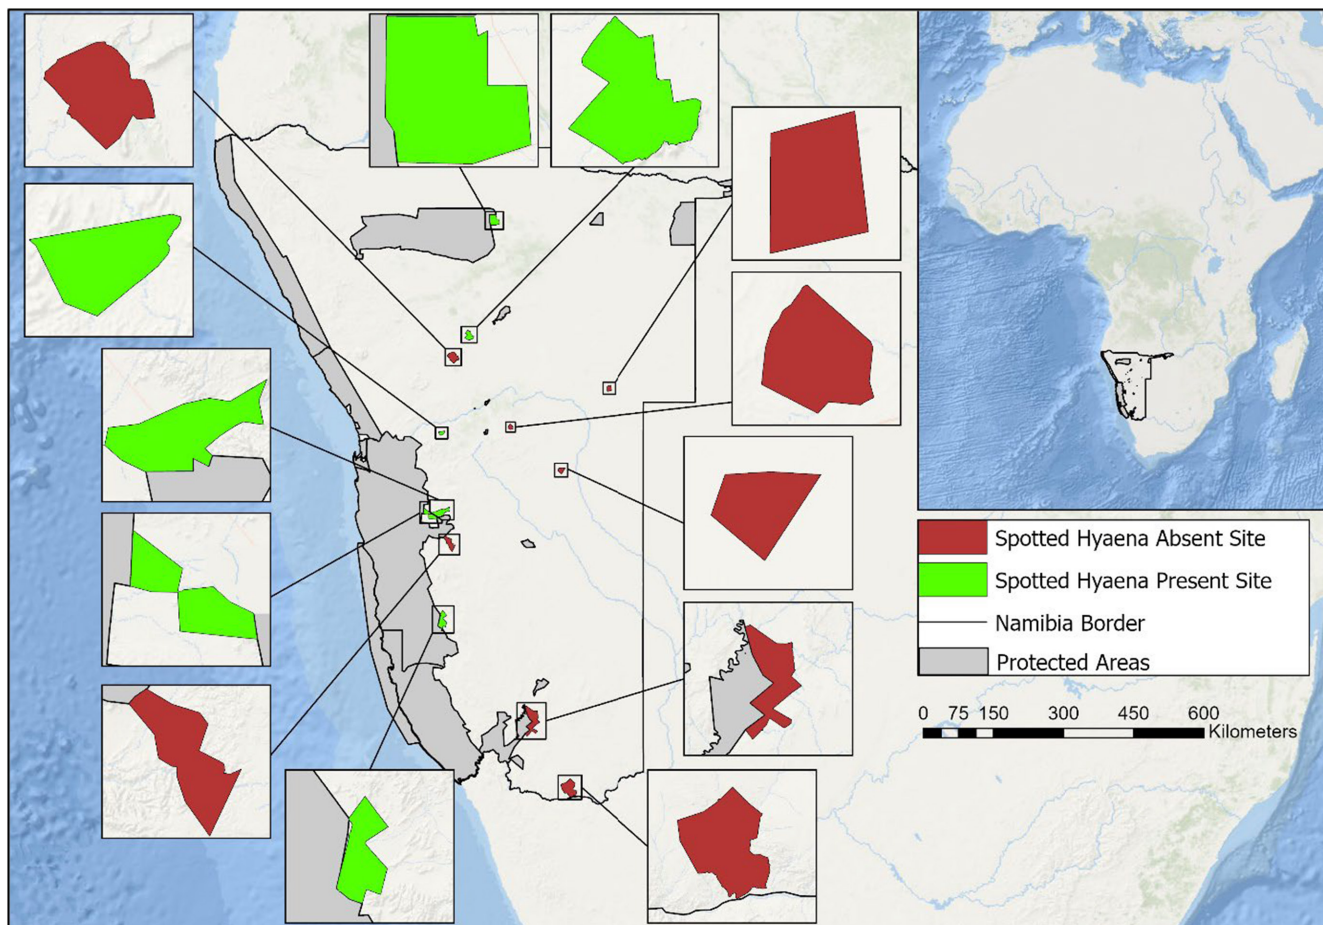 Spotted Hyaena Absent Site
Spotted Hyaena Present Site
Namibia Border
Protected Areas
0 75 150 300 450 600
Kilometers